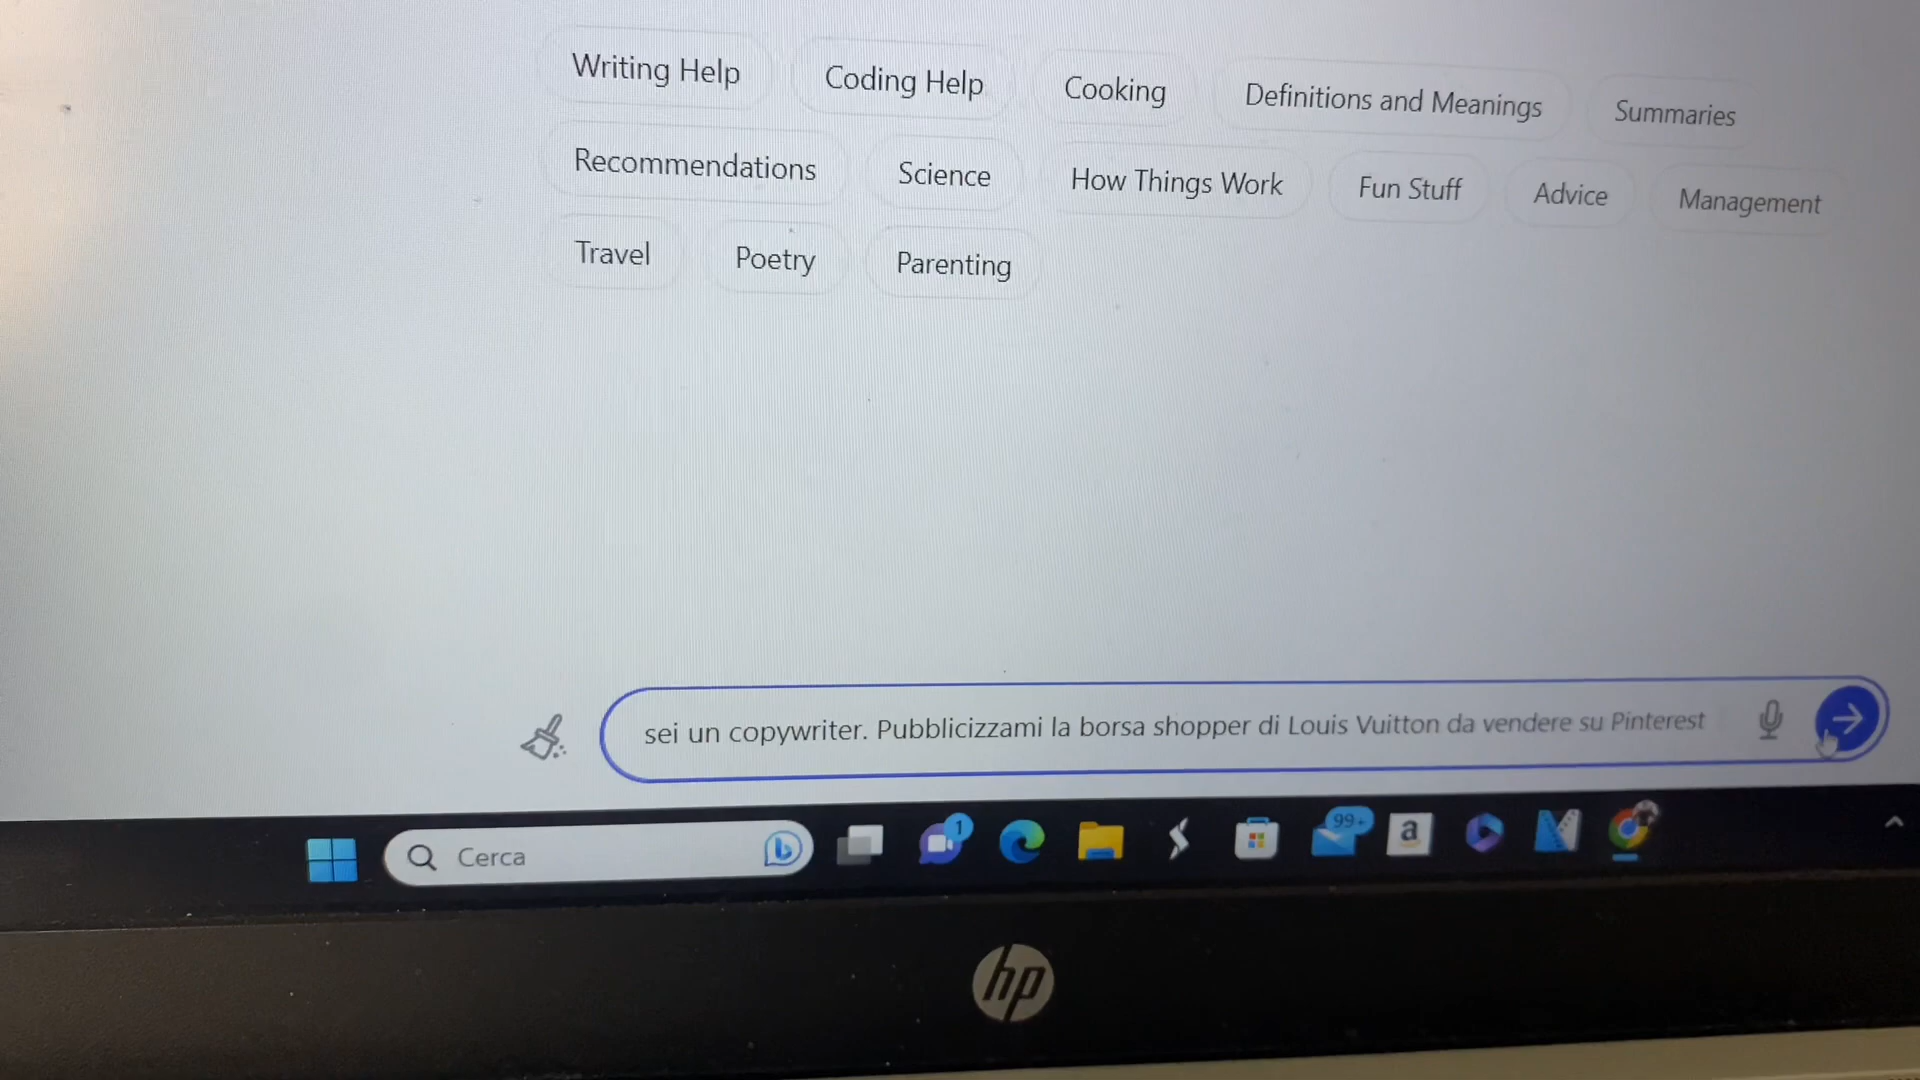 Writing Help Coding Help Cooking Definitions and Meanings Summaries
Recommendations Science How Things Work Fun Stuff Advice Management
Travel Poetry Parenting
sei un copywriter. Pubblicizzami la borsa shopper di Louis Vuitton da vendere su Pinterest
Cerca
1
99+
a
hp